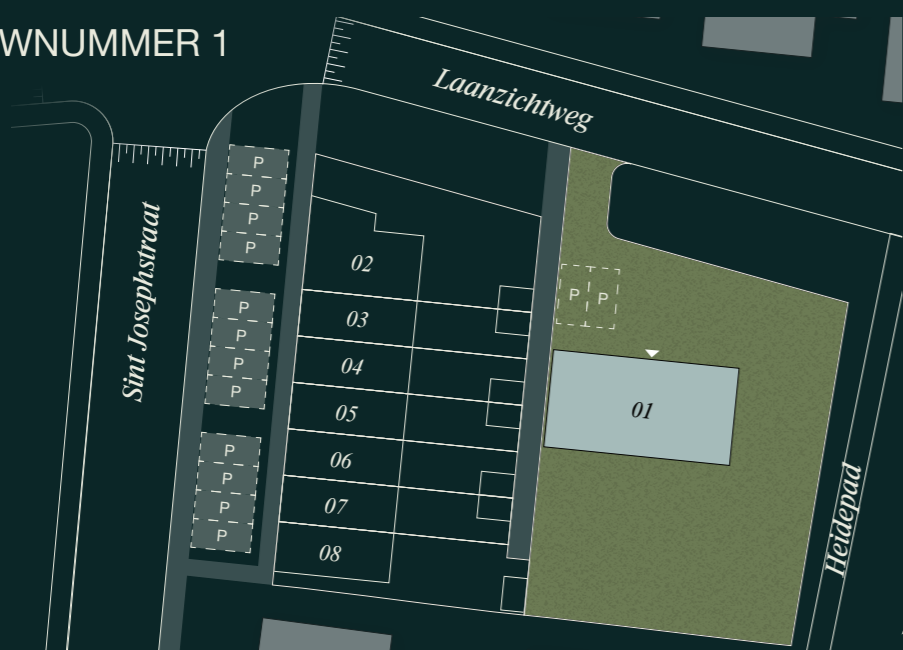 WNUMMER 1
Laanzichtweg
Sint Josephstraat
Heidepad
P
P
P
P
P
P
P
P
P
P
P
P
P P
01
02
03
04
05
06
07
08